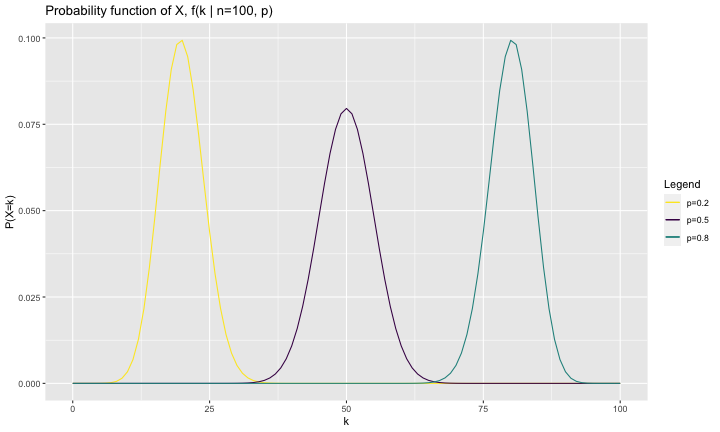 Probability function of X, f(k | n=100, p)
0.100
0.075
0.050
0.025
0.000
P(X=k)
0
25
50
75
100
k
Legend
p=0.2
p=0.5
p=0.8